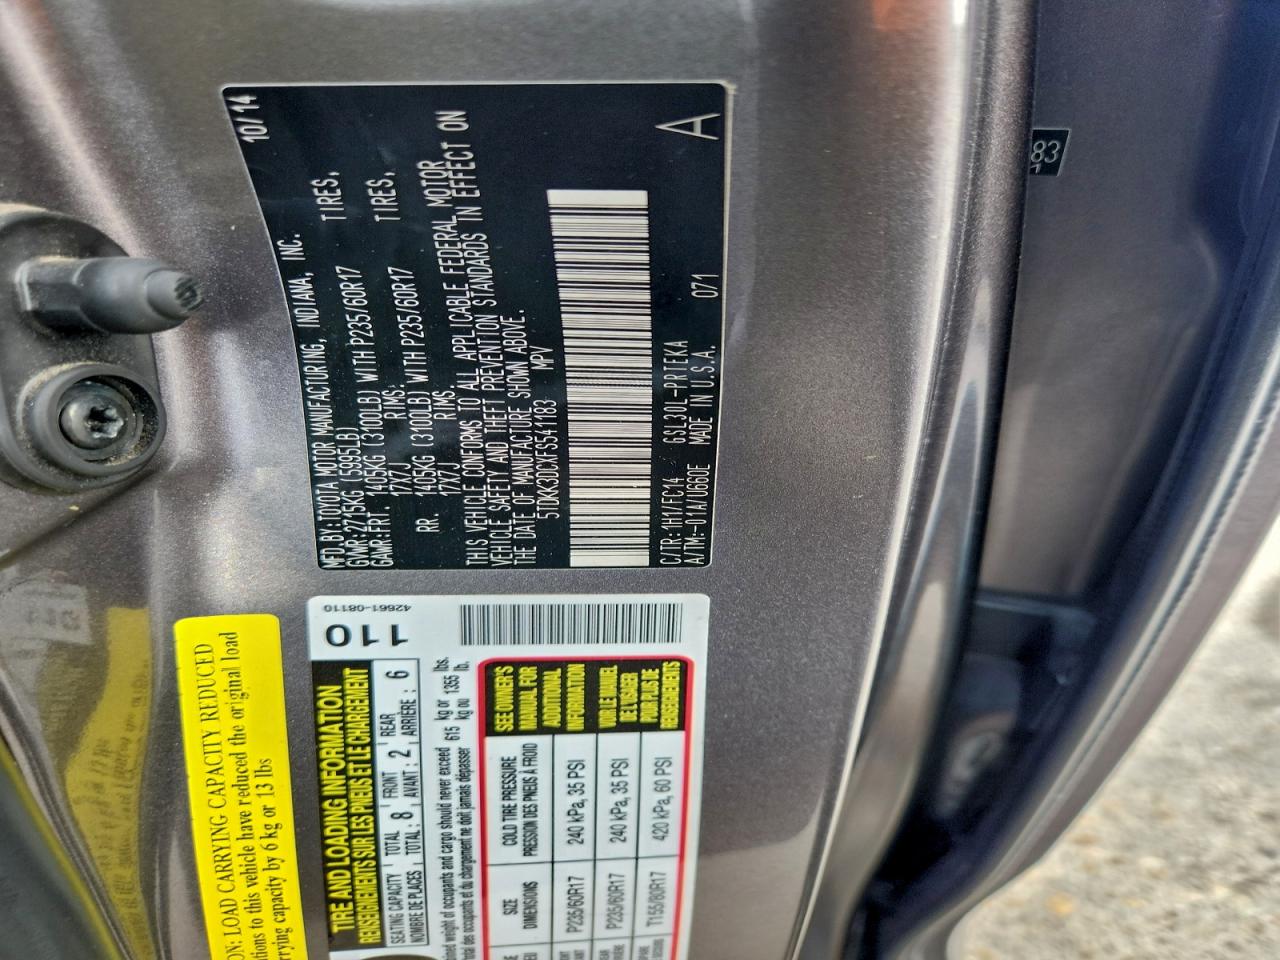 10/14
MFD.BY:TOYOTA MOTOR MANUFACTURING, INDIANA, INC.
GVWR:2715KG(5995LB)
GAWR:FRT. 1405KG(3100LB) WITH P235/60R17 TIRES,
17X7J RIMS:
RR. 1405KG(3100LB) WITH P235/60R17 TIRES,
17X7J RIMS
THIS VEHICLE CONFORMS TO ALL APPLICABLE FEDERAL MOTOR
VEHICLE SAFETY AND THEFT PREVENTION STANDARDS IN EFFECT ON
THE DATE OF MANUFACTURE SHOWN ABOVE.
5TDKK3DCXFS541183 MPV
C/TR:1H1/FC14 GSL30L-PRTEKA 071
A/TM:-01A/U660E MADE IN U.S.A.
A
183
42661-08110
110
TIRE AND LOADING INFORMATION
RENSEIGNEMENTS SUR LES PNEUS ET LE CHARGEMENT
SEATING CAPACITY TOTAL 8 FRONT 2 REAR 6
NOMBRE DE PLACES TOTAL: AVANT: ARRIÈRE:
occupants and cargo should never exceed 615 kg or 1355 lbs.
occupants et du chargement ne doit jamais dépasser 615 kg ou 1355 lb.
SIZE
DIMENSIONS
COLD TIRE PRESSURE
PRESSION DES PNEUS À FROID
SEE OWNER'S
MANUAL FOR
ADDITIONAL
INFORMATION
VOIR LE MANUEL
DE L'USAGER
POUR PLUS DE
RENSEIGNEMENTS
P235/60R17 240 kPa, 35 PSI
P235/60R17 240 kPa, 35 PSI
T155/80R17 420 kPa, 60 PSI
ON: LOAD CARRYING CAPACITY REDUCED
to this vehicle have reduced the original load
carrying capacity by 6 kg or 13 lbs